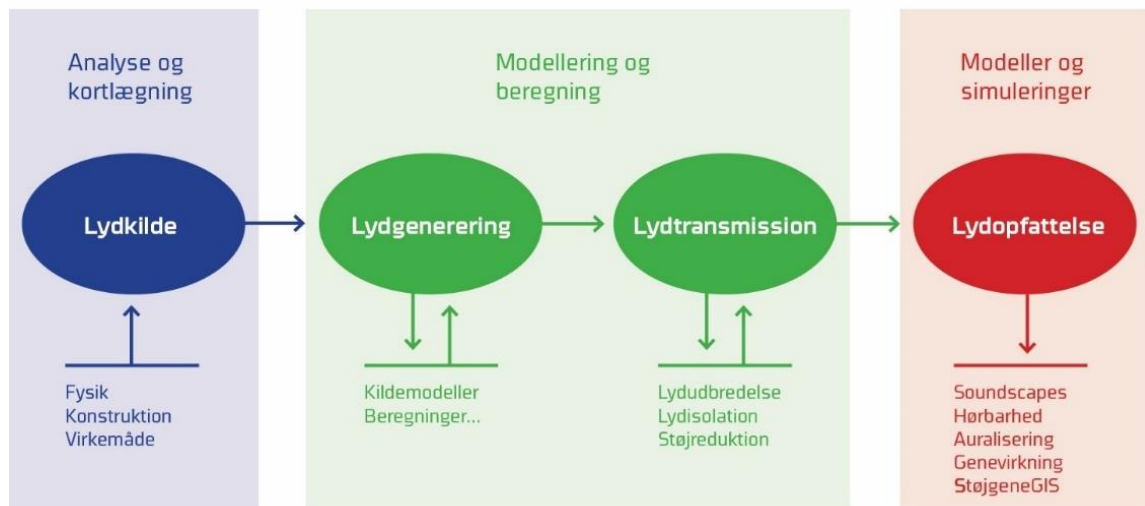 Analyse og
kortlægning
Lydkilde
Fysik
Konstruktion
Virkemåde
Modellering og
beregning
Lydgenerering
Kildemodeller
Beregninger...
Lydtransmission
Lydudbredelse
Lydisolation
Støjreduktion
Modeller og
simuleringer
Lydopfattelse
Soundscapes
Hørbarhed
Auralisering
Genevirkning
StøjgeneGIS